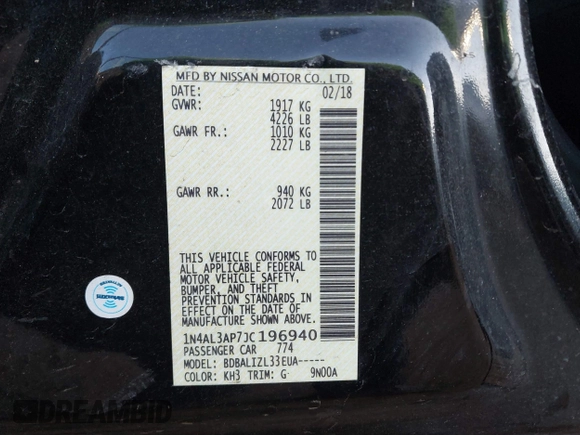 MFD BY NISSAN MOTOR CO., LTD.
DATE: 02/18
GVWR: 1917 KG
4226 LB
GAWR FR.: 1010 KG
2227 LB
GAWR RR.: 940 KG
2072 LB
THIS VEHICLE CONFORMS TO
ALL APPLICABLE FEDERAL
MOTOR VEHICLE SAFETY,
BUMPER, AND THEFT
PREVENTION STANDARDS IN
EFFECT ON THE DATE OF
MANUFACTURE SHOWN ABOVE.
1N4AL3AP7JC196940
PASSENGER CAR 774
MODEL: BDBALIZL33EUA-----
COLOR: KH3 TRIM: G 9N00A
DREAMBID